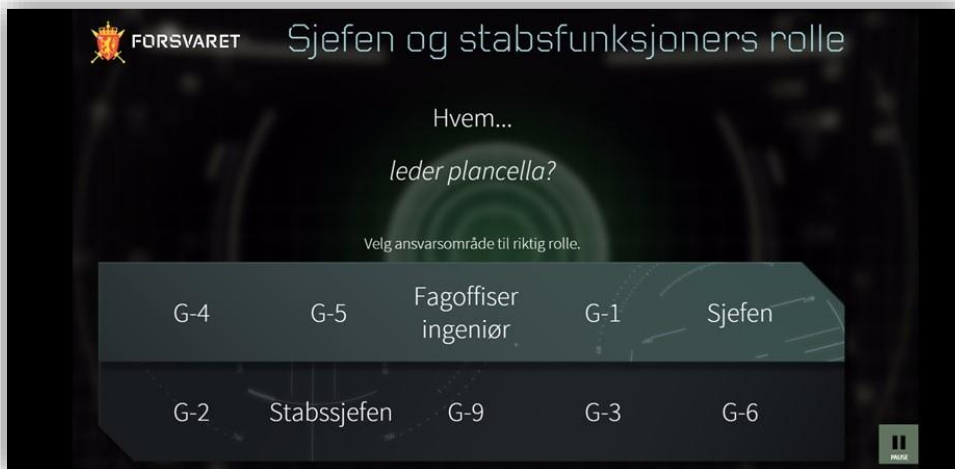 FORSVARET
Sjefen og stabsfunksjoners rolle
Hvem...
leder plancella?
Velg ansvarsområde til riktig rolle.
G-4 G-5 Fagoffiser ingeniør G-1 Sjefen
G-2 Stabssjefen G-9 G-3 G-6
PAUSE